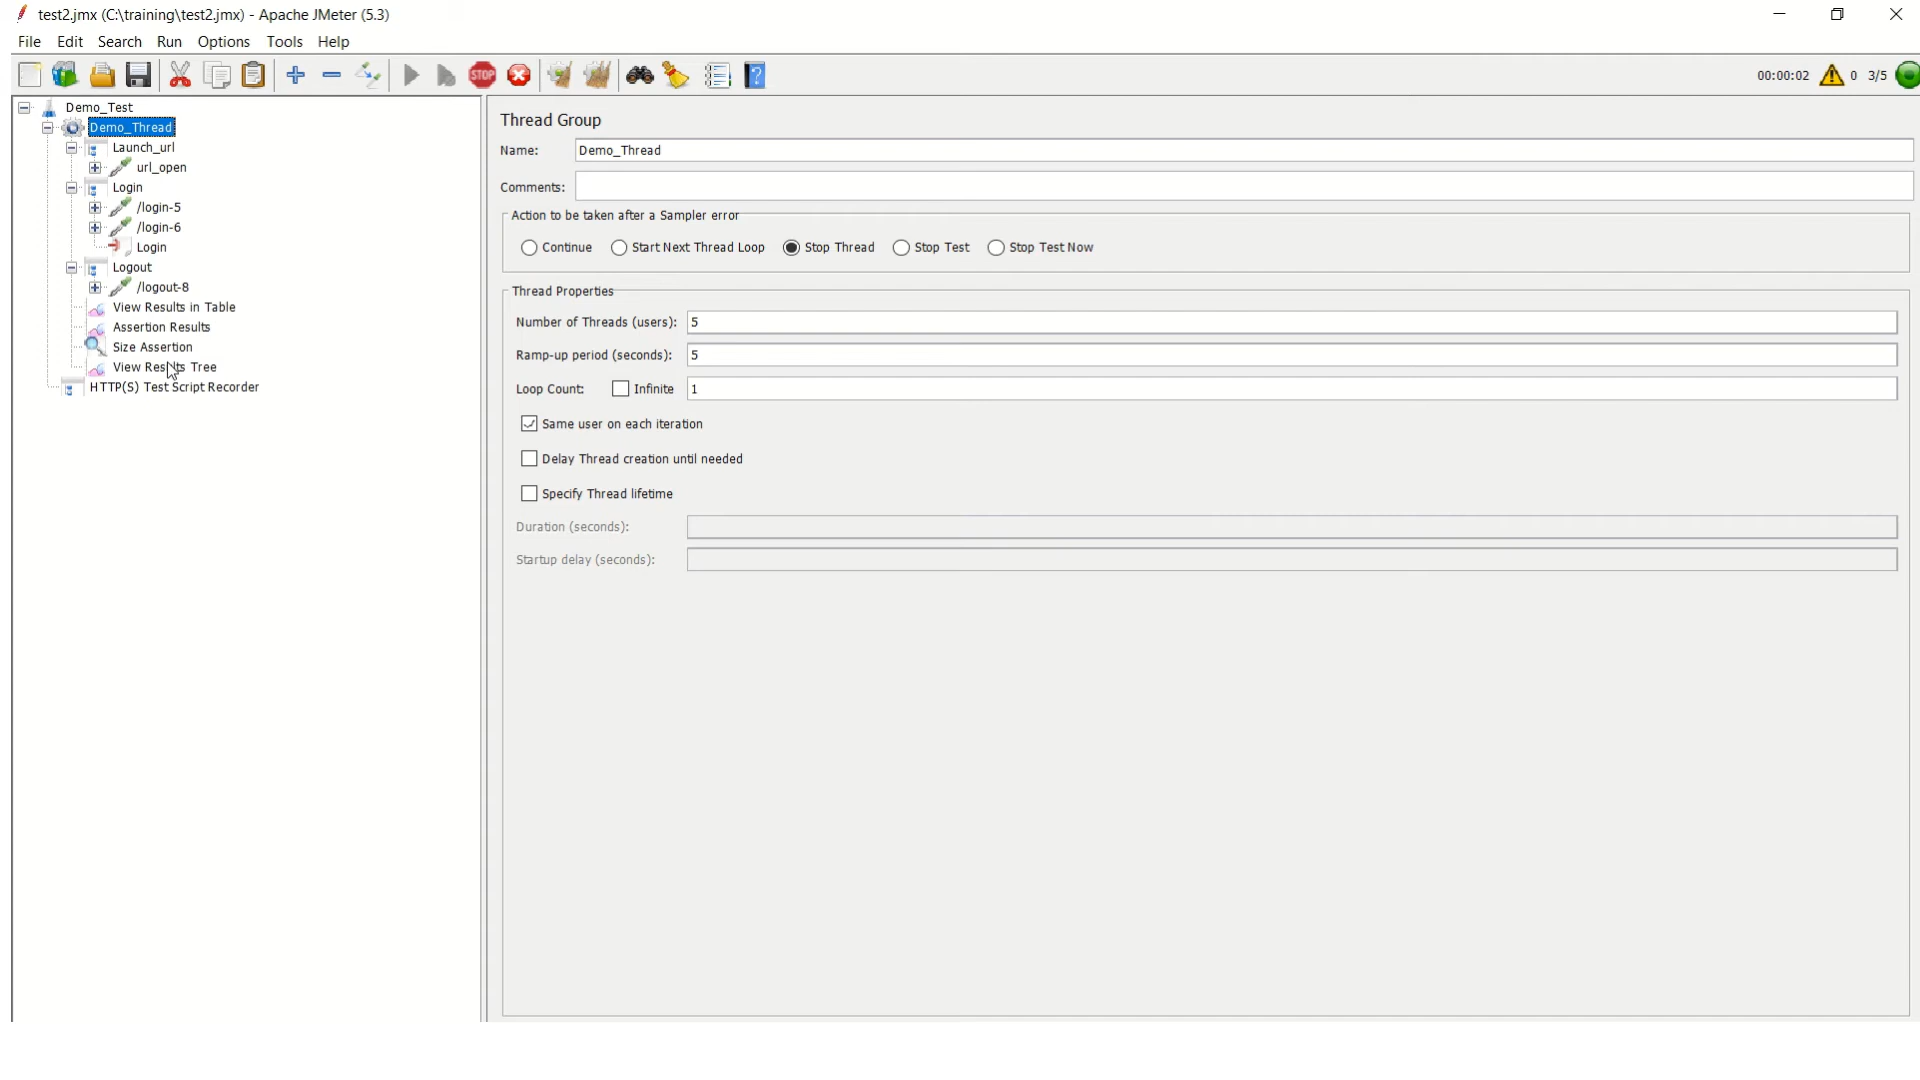 test2.jmx (C:\training\test2.jmx) - Apache JMeter (5.3)
File Edit Search Run Options Tools Help
STOP ? 00:00:02 0 3/5
Demo_Test
Demo_Thread
Launch_url
url_open
Login
/login-5
/login-6
Login
Logout
/logout-8
View Results in Table
Assertion Results
Size Assertion
View Results Tree
HTTP(S) Test Script Recorder
Thread Group
Name: Demo_Thread
Comments:
Action to be taken after a Sampler error
Continue Start Next Thread Loop Stop Thread Stop Test Stop Test Now
Thread Properties
Number of Threads (users): 5
Ramp-up period (seconds): 5
Loop Count: Infinite 1
Same user on each iteration
Delay Thread creation until needed
Specify Thread lifetime
Duration (seconds):
Startup delay (seconds):